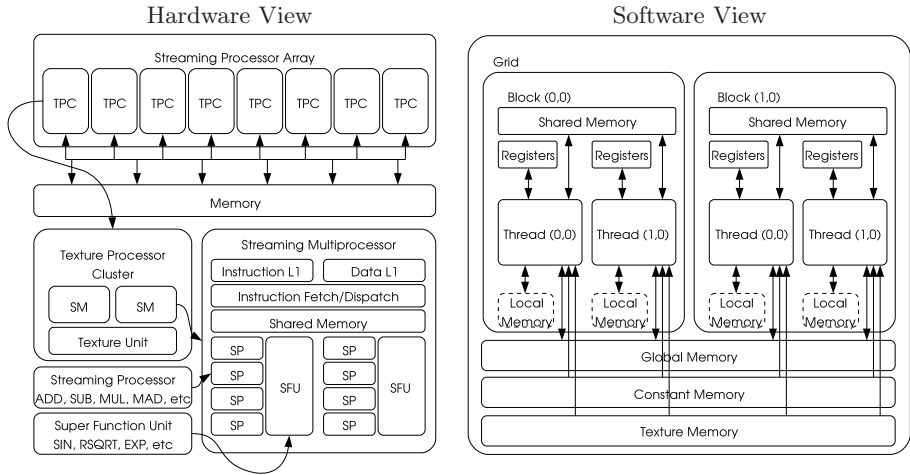 Hardware View
Streaming Processor Array
TPC TPC TPC TPC TPC TPC TPC TPC
Memory
Texture Processor
Cluster
SM SM
Texture Unit
Streaming Processor
ADD, SUB, MUL, MAD, etc
Super Function Unit
SIN, RSQRT, EXP, etc
Streaming Multiprocessor
Instruction L1 Data L1
Instruction Fetch/Dispatch
Shared Memory
SP
SP
SP
SP
SFU
SP
SP
SP
SP
SFU
Software View
Grid
Block (0,0)
Shared Memory
Registers Registers
Thread (0,0) Thread (1,0)
Local
Memory
Local
Memory
Block (1,0)
Shared Memory
Registers Registers
Thread (0,0) Thread (1,0)
Local
Memory
Local
Memory
Global Memory
Constant Memory
Texture Memory